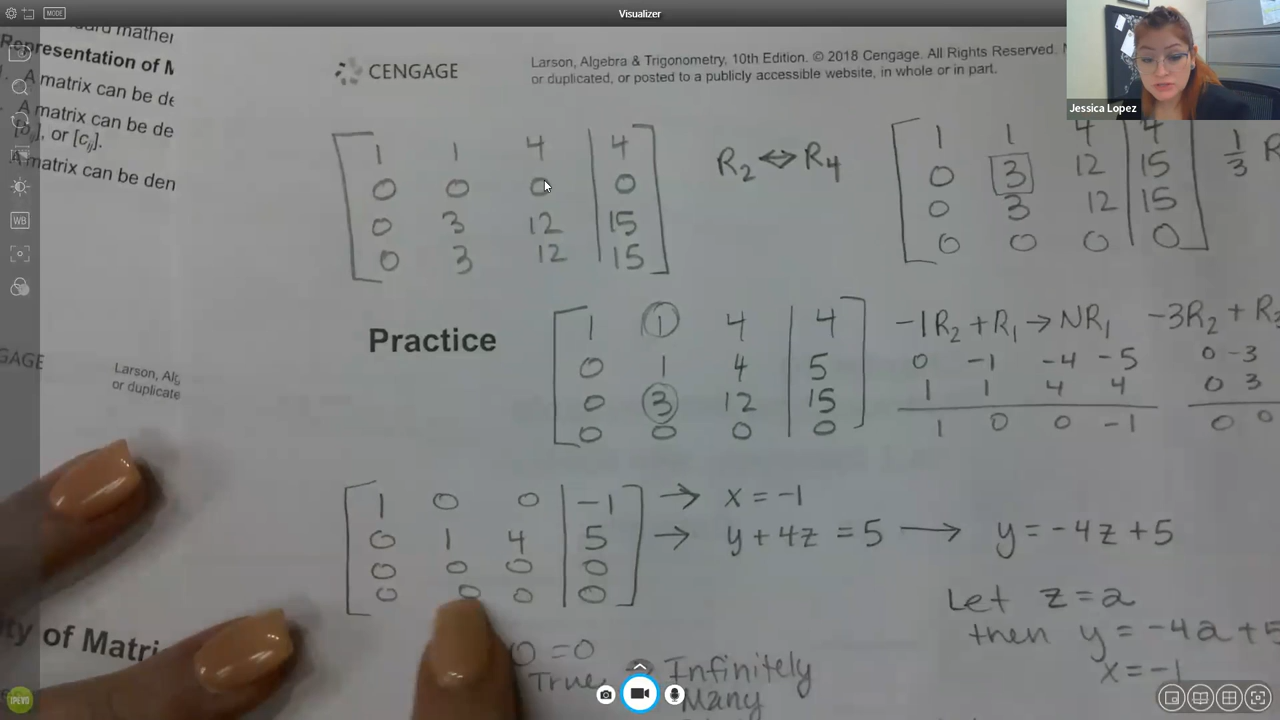 Visualizer
MODE
Representation of M
A matrix can be de
A matrix can be de
or [c_ij].
A matrix can be den
CENGAGE
Larson, Algebra & Trigonometry, 10th Edition. © 2018 Cengage. All Rights Reserved.
or duplicated, or posted to a publicly accessible website, in whole or in part.
Jessica Lopez
1 1 4 | 4
0 0 0 | 0
0 3 12 | 15
0 3 12 | 15
R₂ ⇔ R₄
1 1 4 | 4
0 3 12 | 15
0 3 12 | 15
0 0 0 | 0
1/3 R
GAGE
Larson, Alg
or duplicate
Practice
1 1 4 | 4
0 1 4 | 5
0 3 12 | 15
0 0 0 | 0
-1R₂ + R₁ → NR₁
0 -1 -4 -5
1 1 4 4
1 0 0 -1
-3R₂ + R₃
0 -3
0 3
0 0
1 0 0 | -1 → x = -1
0 1 4 | 5 → y + 4z = 5 → y = -4z + 5
0 0 0 | 0
0 0 0 | 0
Let z = a
then y = -4a + 5
x = -1
ty of Matri
0 = 0
True
Infinitely
Many
WB
IPEVO